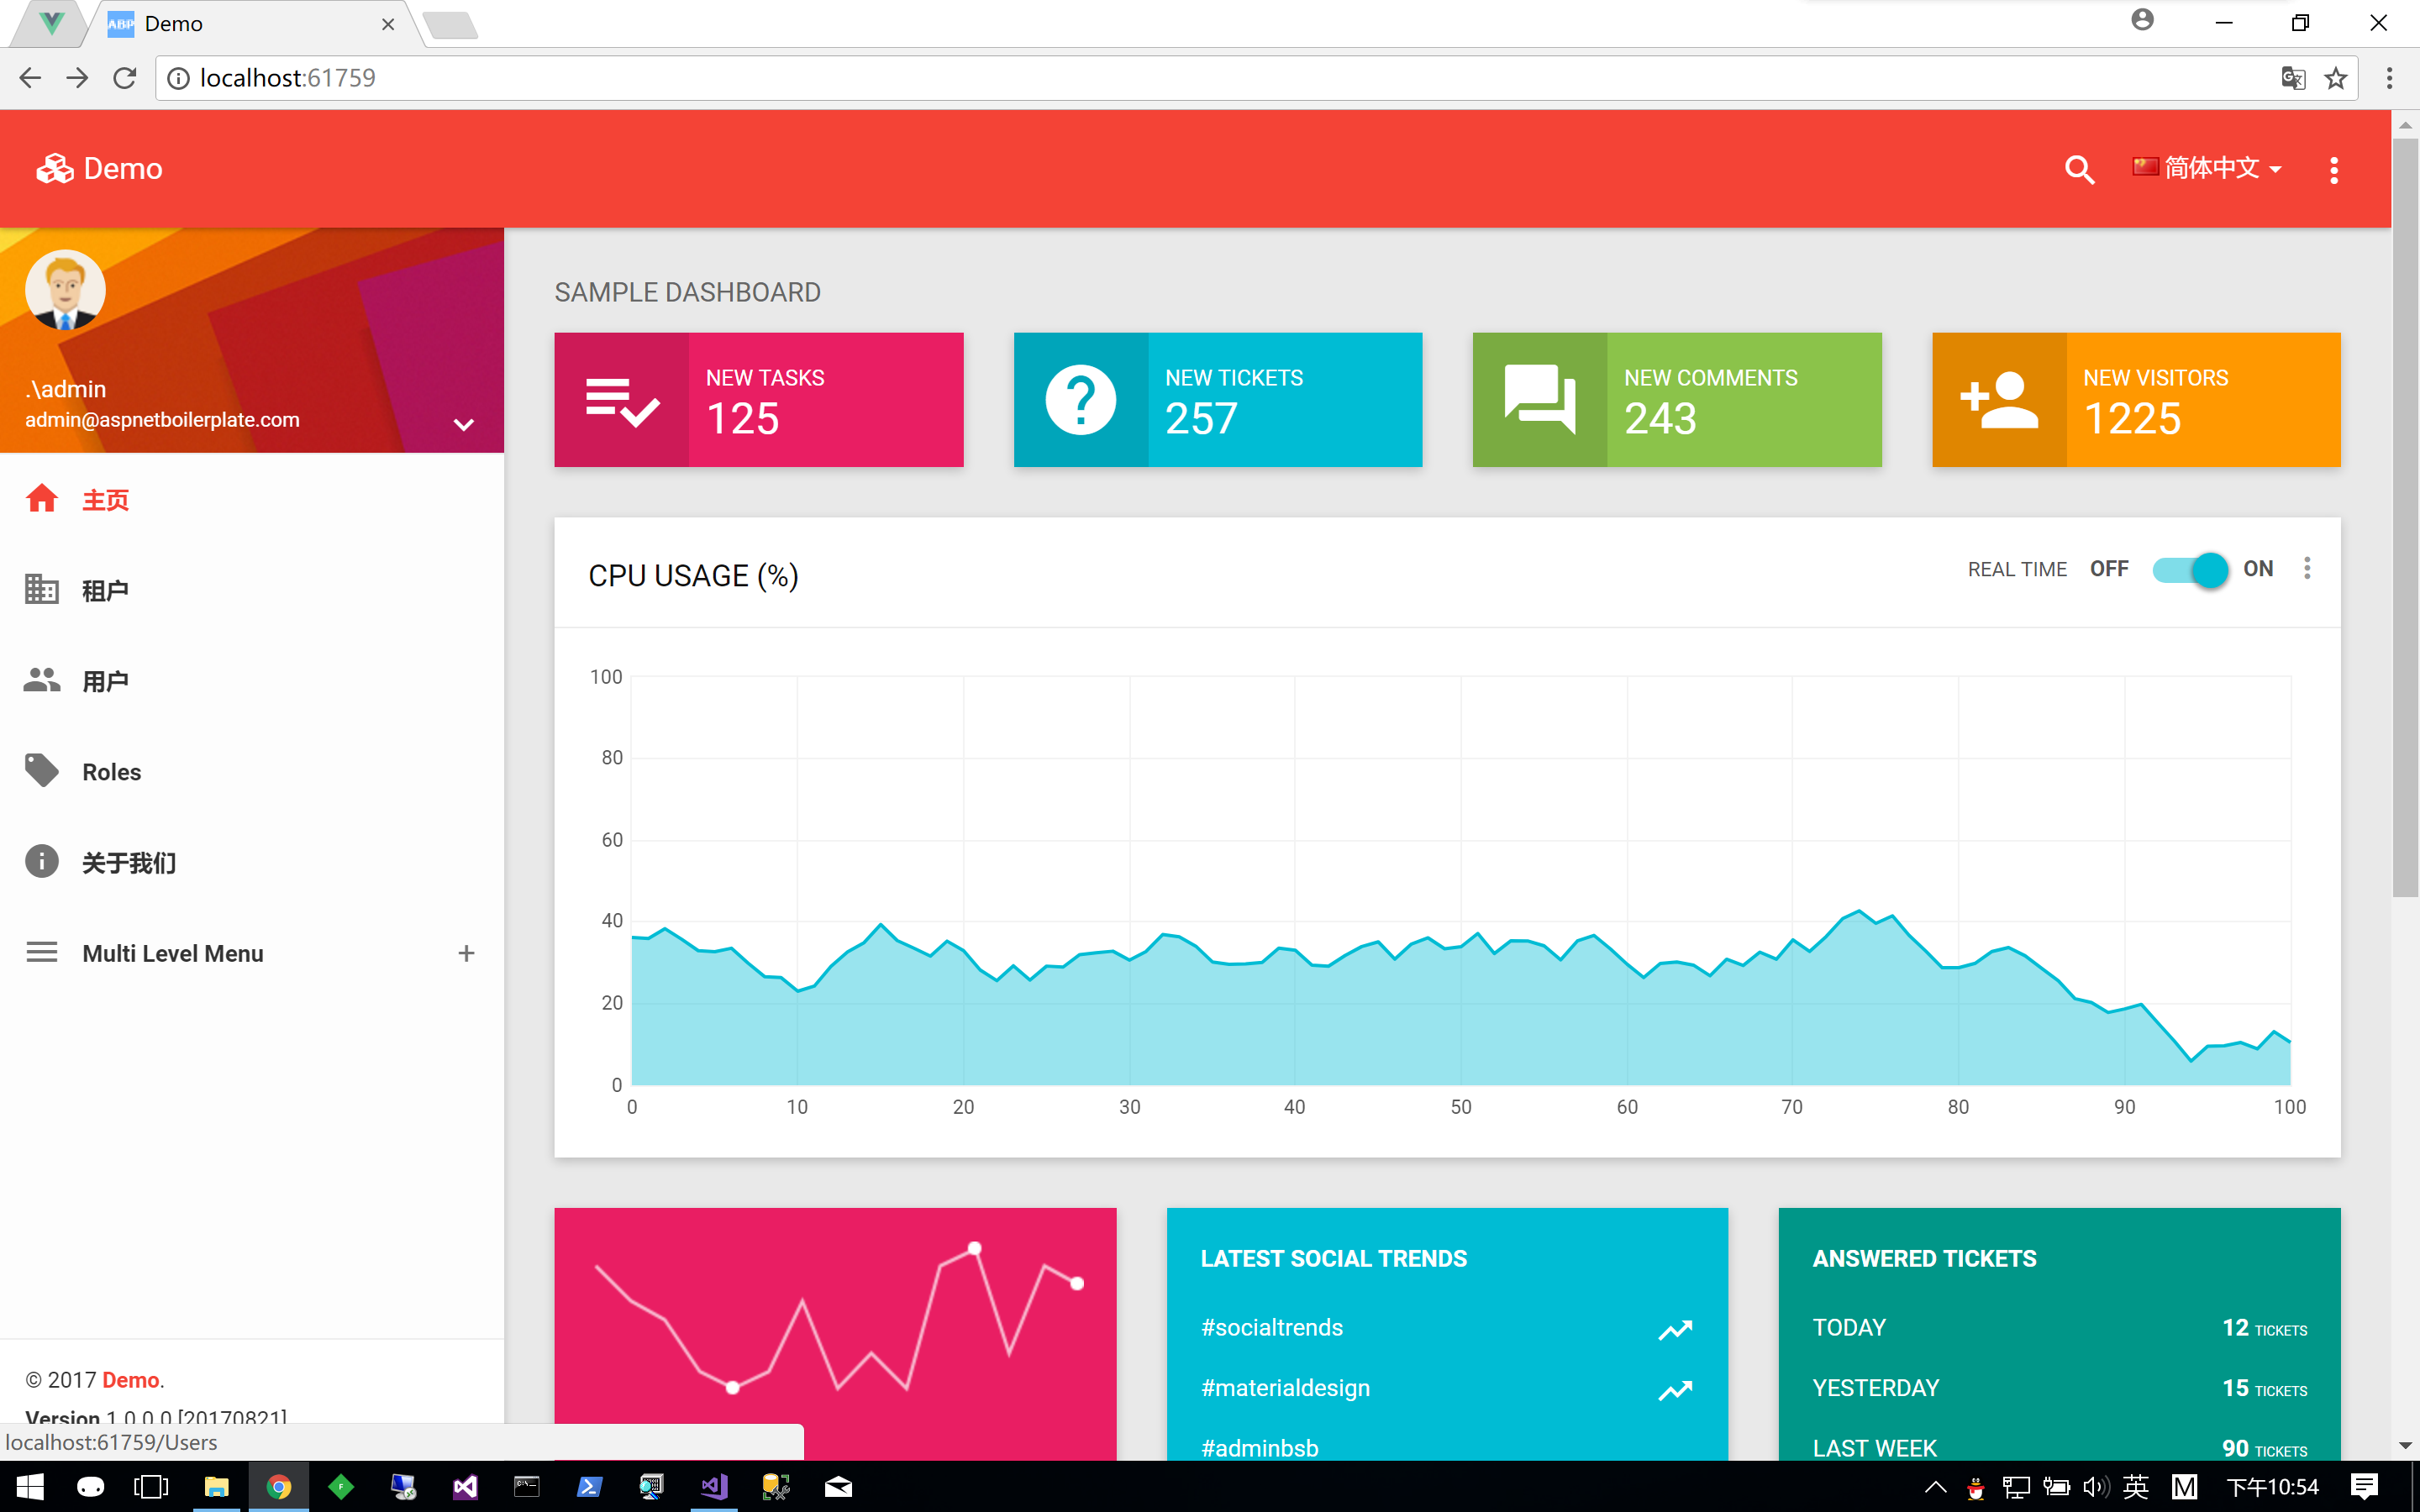 ABP Demo
localhost:61759
Demo
简体中文
.\admin
admin@aspnetboilerplate.com
主页
租户
用户
Roles
关于我们
Multi Level Menu
© 2017 Demo.
Version 1.0.0.0 [20170821]
localhost:61759/Users
SAMPLE DASHBOARD
NEW TASKS
125
NEW TICKETS
257
NEW COMMENTS
243
NEW VISITORS
1225
CPU USAGE (%)
REAL TIME OFF ON
100
80
60
40
20
0
0 10 20 30 40 50 60 70 80 90 100
LATEST SOCIAL TRENDS
#socialtrends
#materialdesign
#adminbsb
ANSWERED TICKETS
TODAY 12 TICKETS
YESTERDAY 15 TICKETS
LAST WEEK 90 TICKETS
英 M 下午10:54